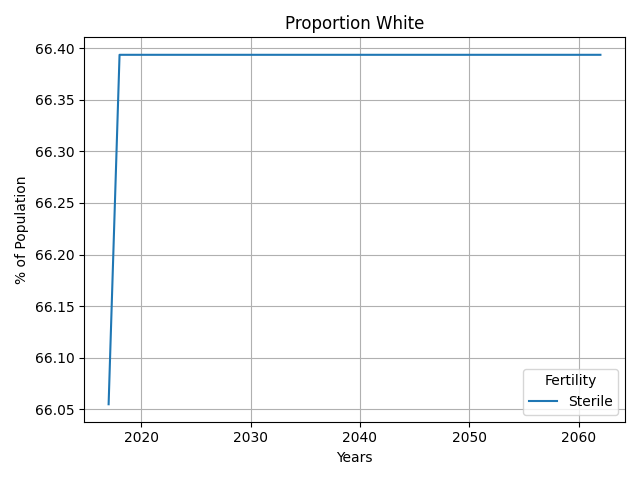 Proportion White
66.40
66.35
66.30
66.25
66.20
66.15
66.10
66.05
% of Population
2020 2030 2040 2050 2060
Years
Fertility
Sterile